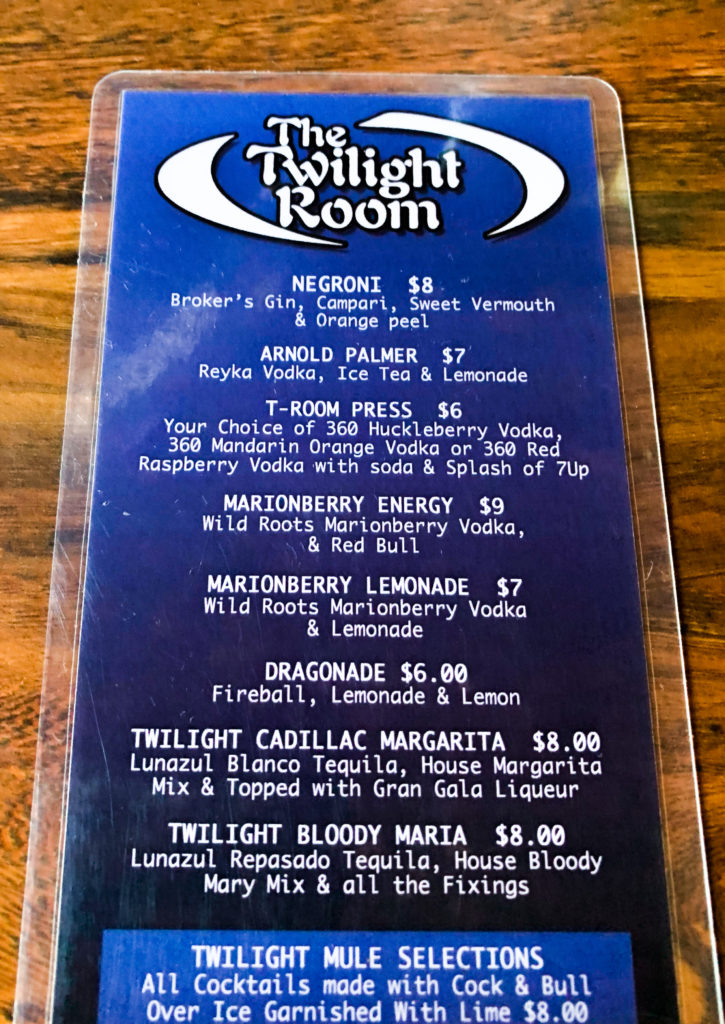 The
Twilight
Room
NEGRONI $8
Broker's Gin, Campari, Sweet Vermouth
& Orange peel
ARNOLD PALMER $7
Reyka Vodka, Ice Tea & Lemonade
T-ROOM PRESS $6
Your Choice of 360 Huckleberry Vodka,
360 Mandarin Orange Vodka or 360 Red
Raspberry Vodka with soda & Splash of 7Up
MARIONBERRY ENERGY $9
Wild Roots Marionberry Vodka,
& Red Bull
MARIONBERRY LEMONADE $7
Wild Roots Marionberry Vodka
& Lemonade
DRAGONADE $6.00
Fireball, Lemonade & Lemon
TWILIGHT CADILLAC MARGARITA $8.00
Lunazul Blanco Tequila, House Margarita
Mix & Topped with Gran Gala Liqueur
TWILIGHT BLOODY MARIA $8.00
Lunazul Repasado Tequila, House Bloody
Mary Mix & all the Fixings
TWILIGHT MULE SELECTIONS
All Cocktails made with Cock & Bull
Over Ice Garnished With Lime $8.00